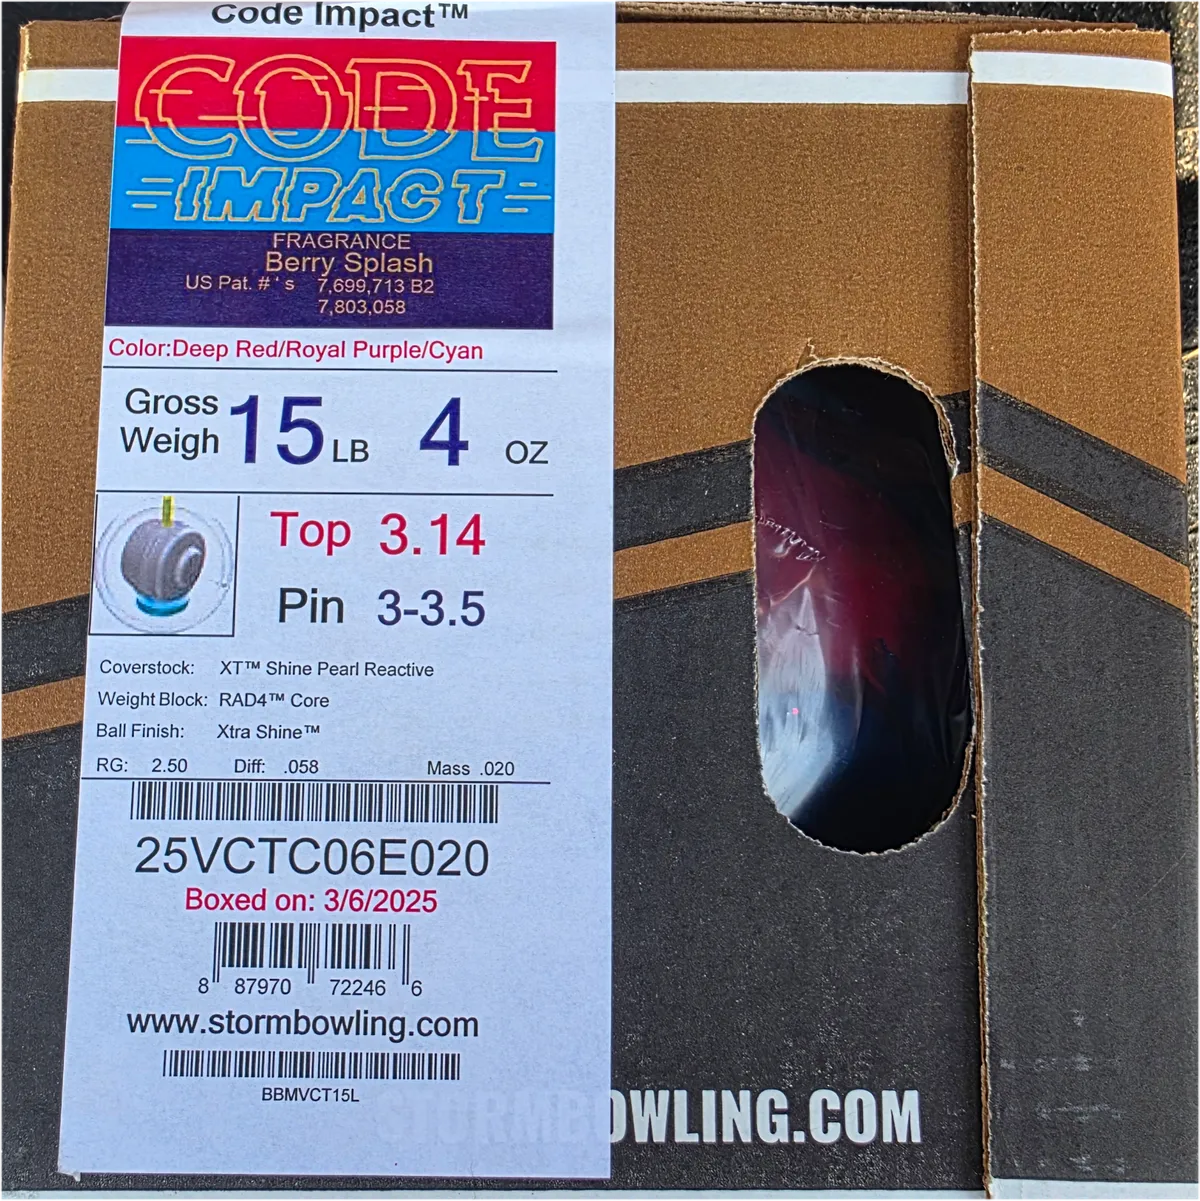 Code Impact™
CODE
IMPACT
FRAGRANCE
Berry Splash
US Pat. #'s 7,699,713 B2
7,803,058
Color:Deep Red/Royal Purple/Cyan
Gross Weigh 15 LB 4 OZ
Top 3.14
Pin 3-3.5
Coverstock: XT™ Shine Pearl Reactive
Weight Block: RAD4™ Core
Ball Finish: Xtra Shine™
RG: 2.50 Diff: .058 Mass .020
25VCTC06E020
Boxed on: 3/6/2025
8 87970 72246 6
www.stormbowling.com
BBMVCT15L
STORMBOWLING.COM